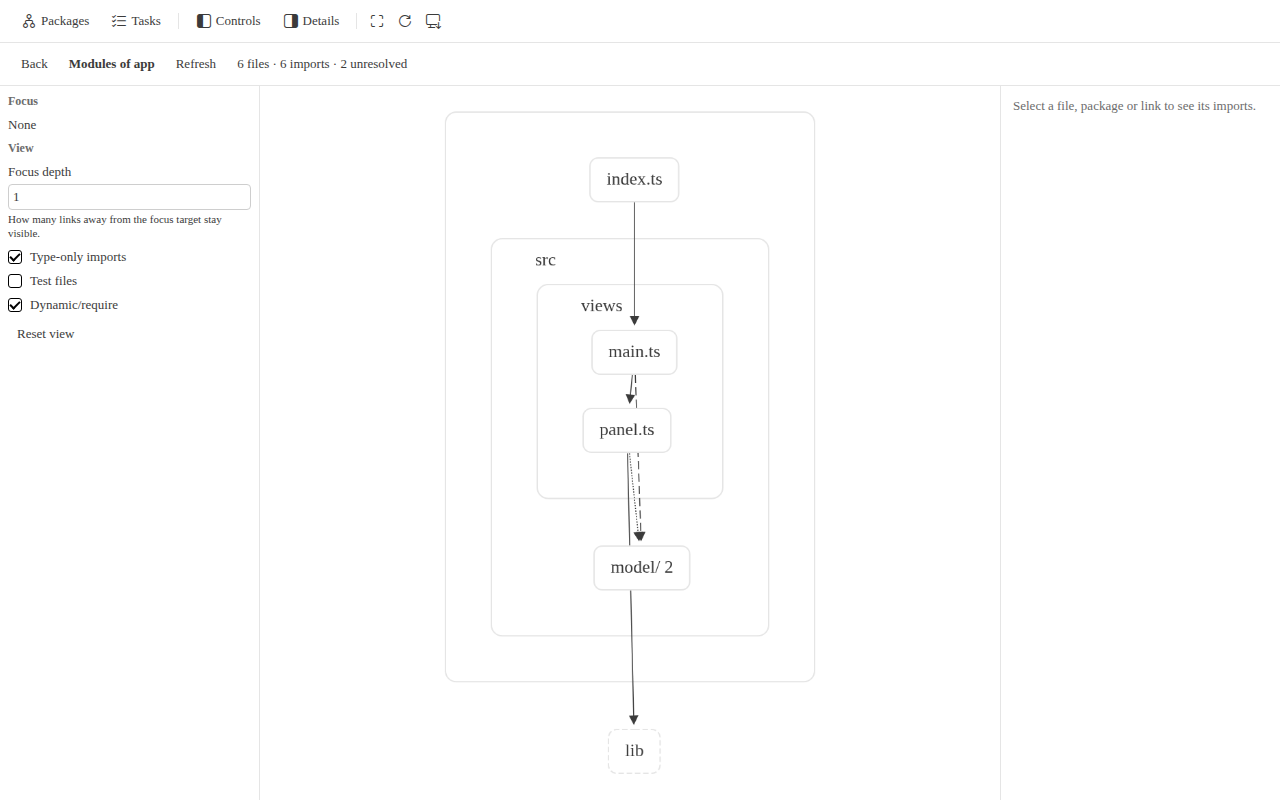 Packages Tasks Controls Details
Back Modules of app Refresh 6 files · 6 imports · 2 unresolved
Focus
None
View
Focus depth
1
How many links away from the focus target stay
visible.
Type-only imports
Test files
Dynamic/require
Reset view
index.ts
src
views
main.ts
panel.ts
model/ 2
lib
Select a file, package or link to see its imports.